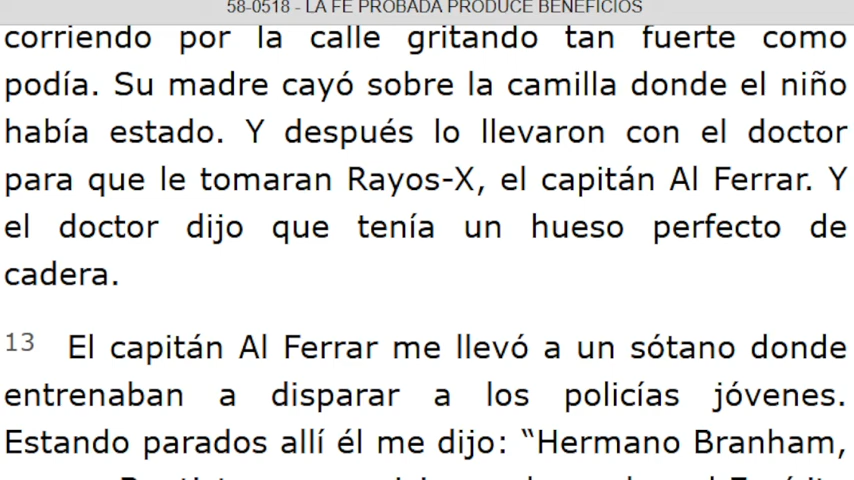 58-0518 - LA FE PROBADA PRODUCE BENEFICIOS
corriendo por la calle gritando tan fuerte como
podía. Su madre cayó sobre la camilla donde el niño
había estado. Y después lo llevaron con el doctor
para que le tomaran Rayos-X, el capitán Al Ferrar. Y
el doctor dijo que tenía un hueso perfecto de
cadera.
13 El capitán Al Ferrar me llevó a un sótano donde
entrenaban a disparar a los policías jóvenes.
Estando parados allí él me dijo: “Hermano Branham,